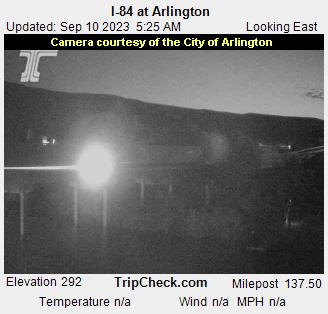 I-84 at Arlington
Updated: Sep 10 2023 5:25 AM Looking East
Camera courtesy of the City of Arlington
Elevation 292 TripCheck.com Milepost 137.50
Temperature n/a Wind n/a MPH n/a